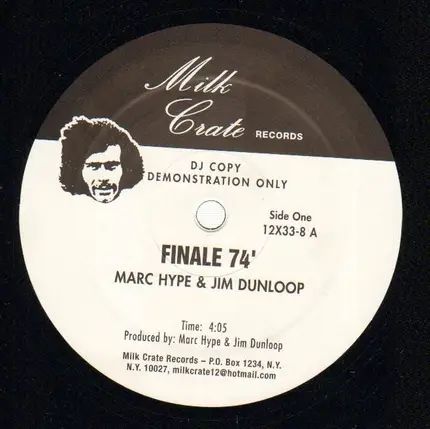 Milk
Crate RECORDS
DJ COPY
DEMONSTRATION ONLY
Side One
12X33-8 A
FINALE 74'
MARC HYPE & JIM DUNLOOP
Time: 4:05
Produced by: Marc Hype & Jim Dunloop
Milk Crate Records – P.O. Box 1234, N.Y.
N.Y. 10027, milkcrate12@hotmail.com